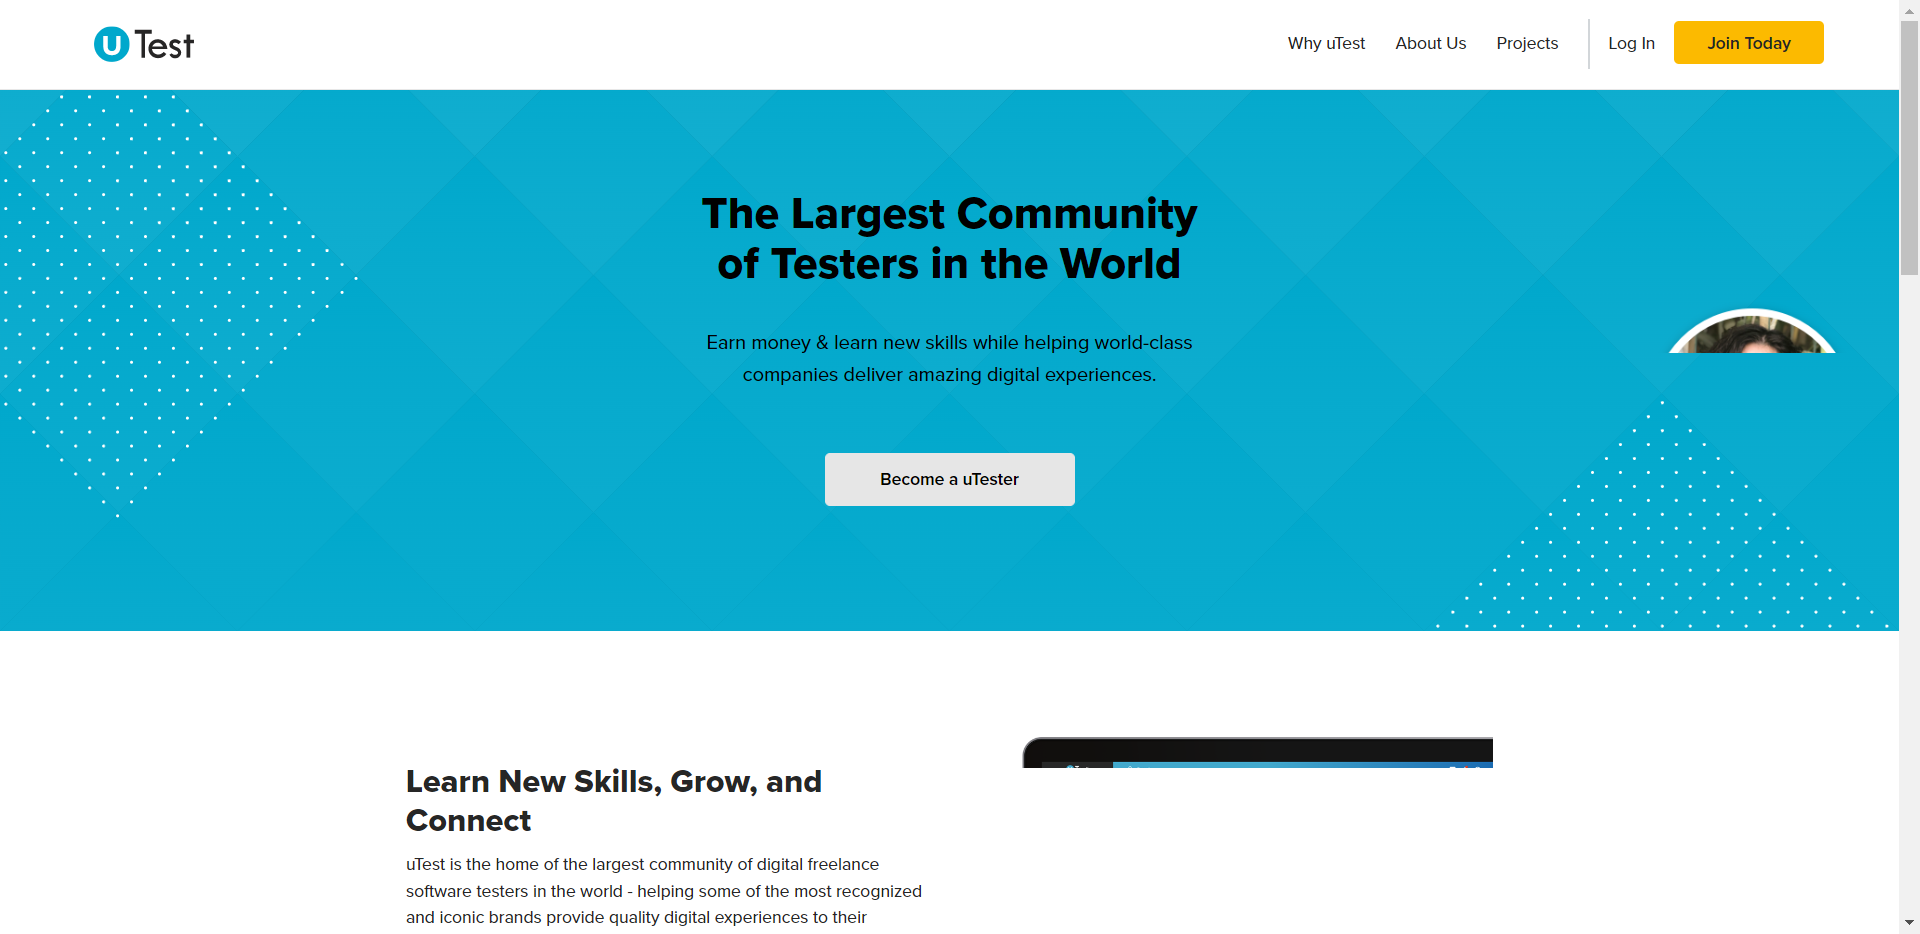 u Test
Why uTest
About Us
Projects
Log In
Join Today
The Largest Community
of Testers in the World
Earn money & learn new skills while helping world-class
companies deliver amazing digital experiences.
Become a uTester
Learn New Skills, Grow, and
Connect
uTest is the home of the largest community of digital freelance
software testers in the world - helping some of the most recognized
and iconic brands provide quality digital experiences to their